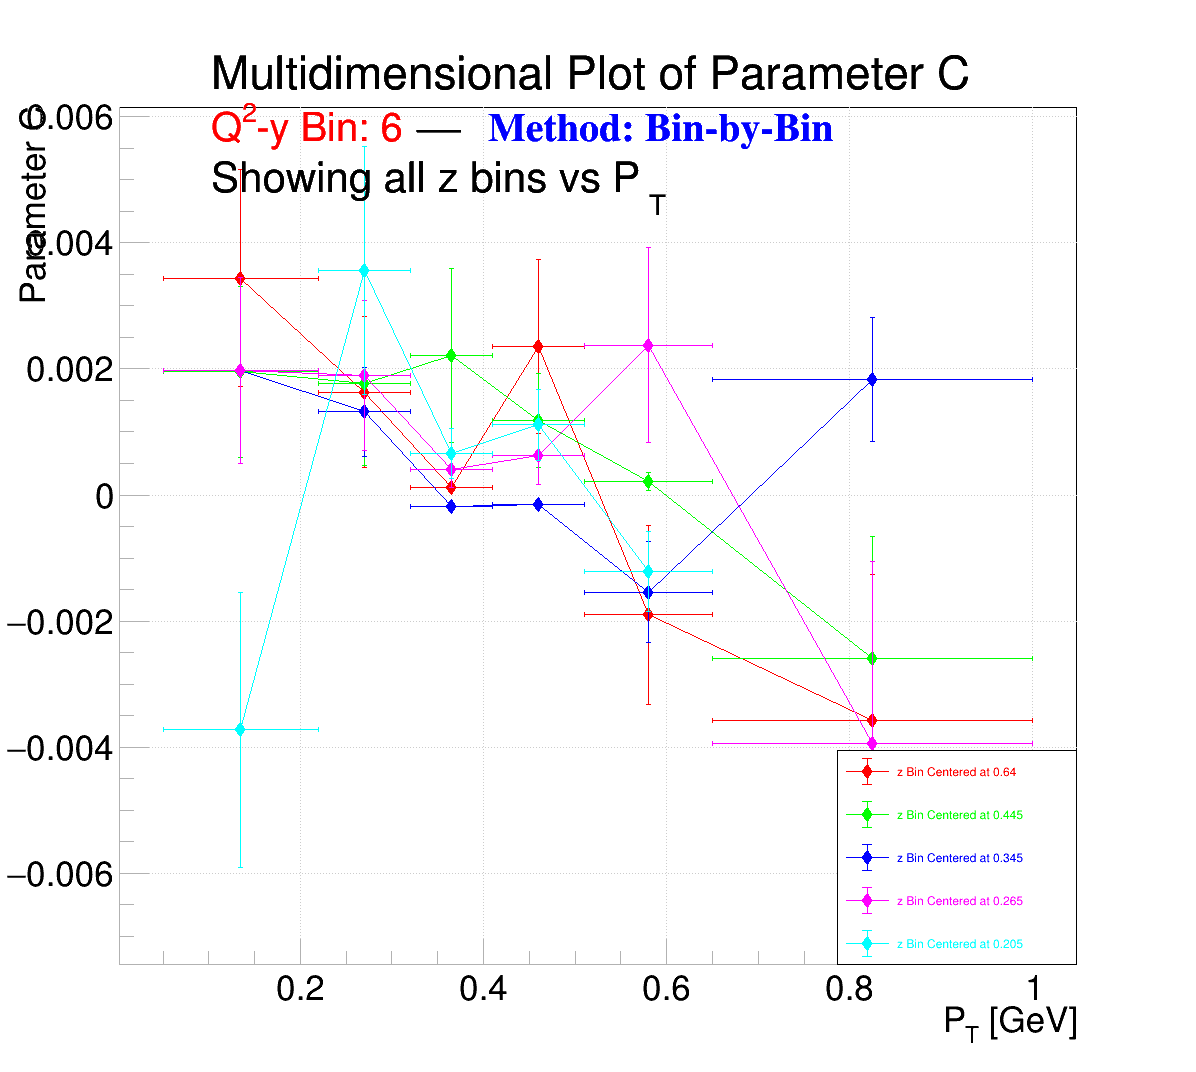 Multidimensional Plot of Parameter C
Q2-y Bin: 6 — Method: Bin-by-Bin
Showing all z bins vs PT
Parameter C
0.006
0.004
0.002
0
−0.002
−0.004
−0.006
z Bin Centered at 0.64
z Bin Centered at 0.445
z Bin Centered at 0.345
z Bin Centered at 0.265
z Bin Centered at 0.205
0.2 0.4 0.6 0.8 1
PT [GeV]